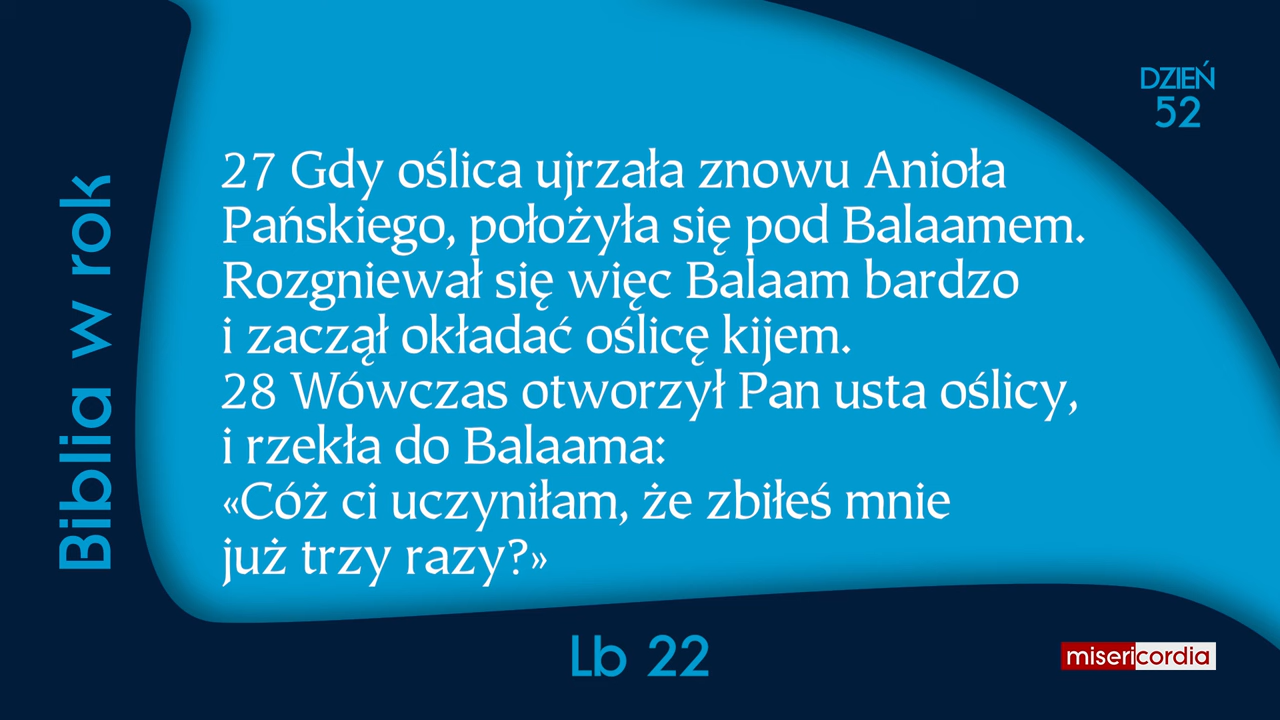 DZIEŃ
52
27 Gdy oślica ujrzała znowu Anioła
Pańskiego, położyła się pod Balaamem.
Rozgniewał się więc Balaam bardzo
i zaczął okładać oślicę kijem.
28 Wówczas otworzył Pan usta oślicy,
i rzekła do Balaama:
«Cóż ci uczyniłam, że zbiłeś mnie
już trzy razy?»
Biblia w rok
Lb 22
misericordia